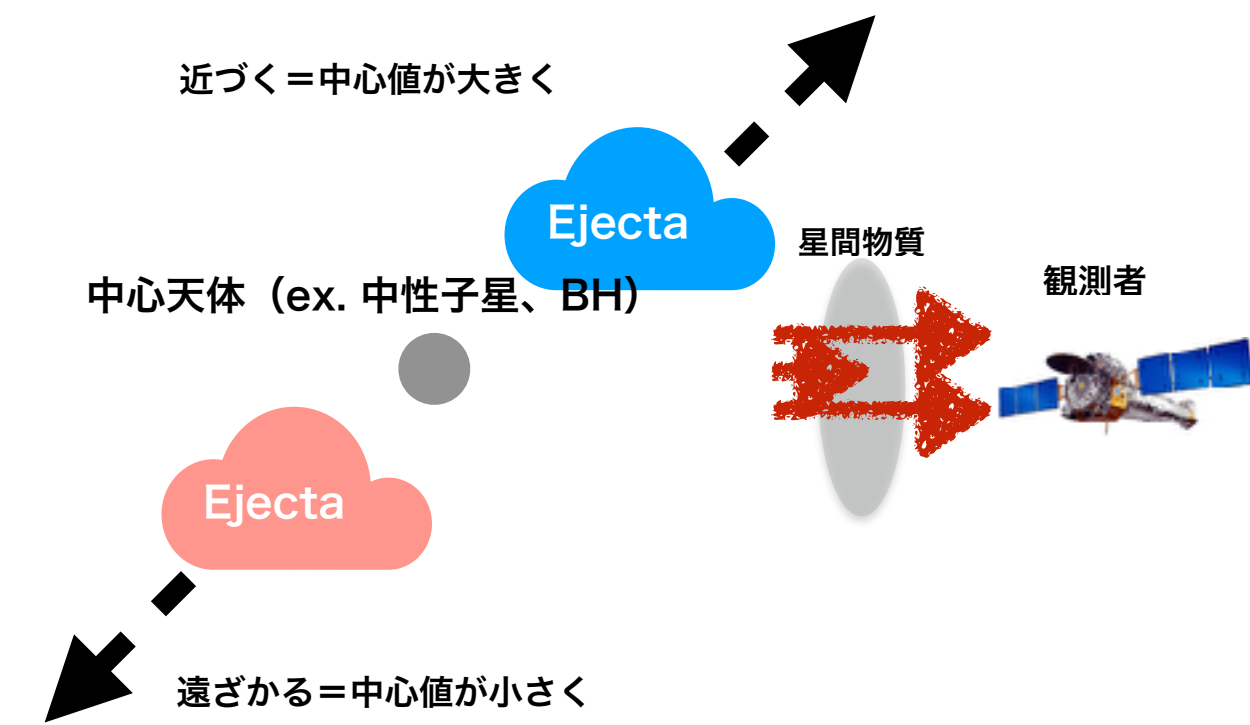 近づく＝中心値が大きく
Ejecta
星間物質
観測者
中心天体（ex. 中性子星、BH）
Ejecta
遠ざかる＝中心値が小さく